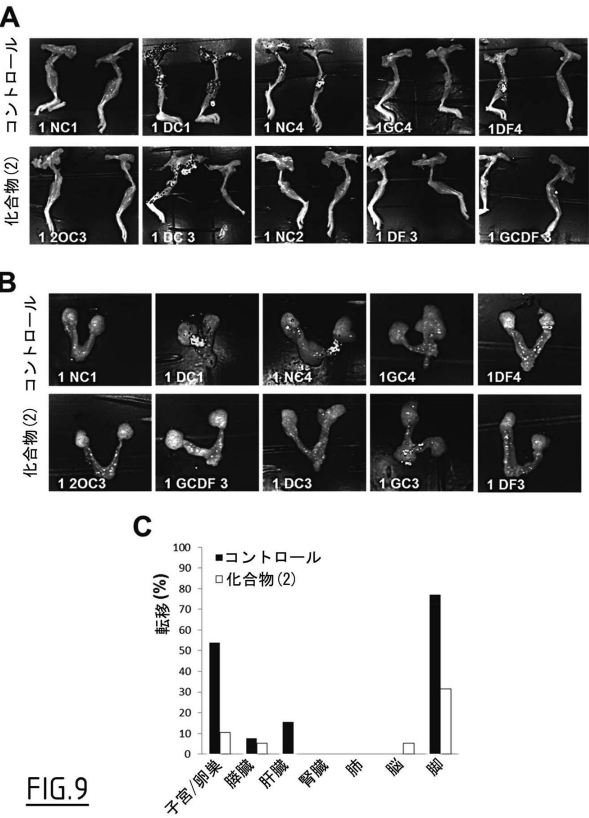 A
コントロール
1 NC1
1 DC1
1 NC4
1GC4
1DF4
化合物(2)
1 2OC3
1 DC 3
1 NC2
1 DF 3
1 GCDF 3
B
コントロール
1 NC1
1 DC1
1 NC4
1GC4
1DF4
化合物(2)
1 2OC3
1 GCDF 3
1 DC3
1 GC3
1 DF3
C
転移(%)
100
90
80
70
60
50
40
30
20
10
0
コントロール
化合物(2)
子宮/卵巣
膵臓
肝臓
腎臓
肺
脳
脚
FIG.9